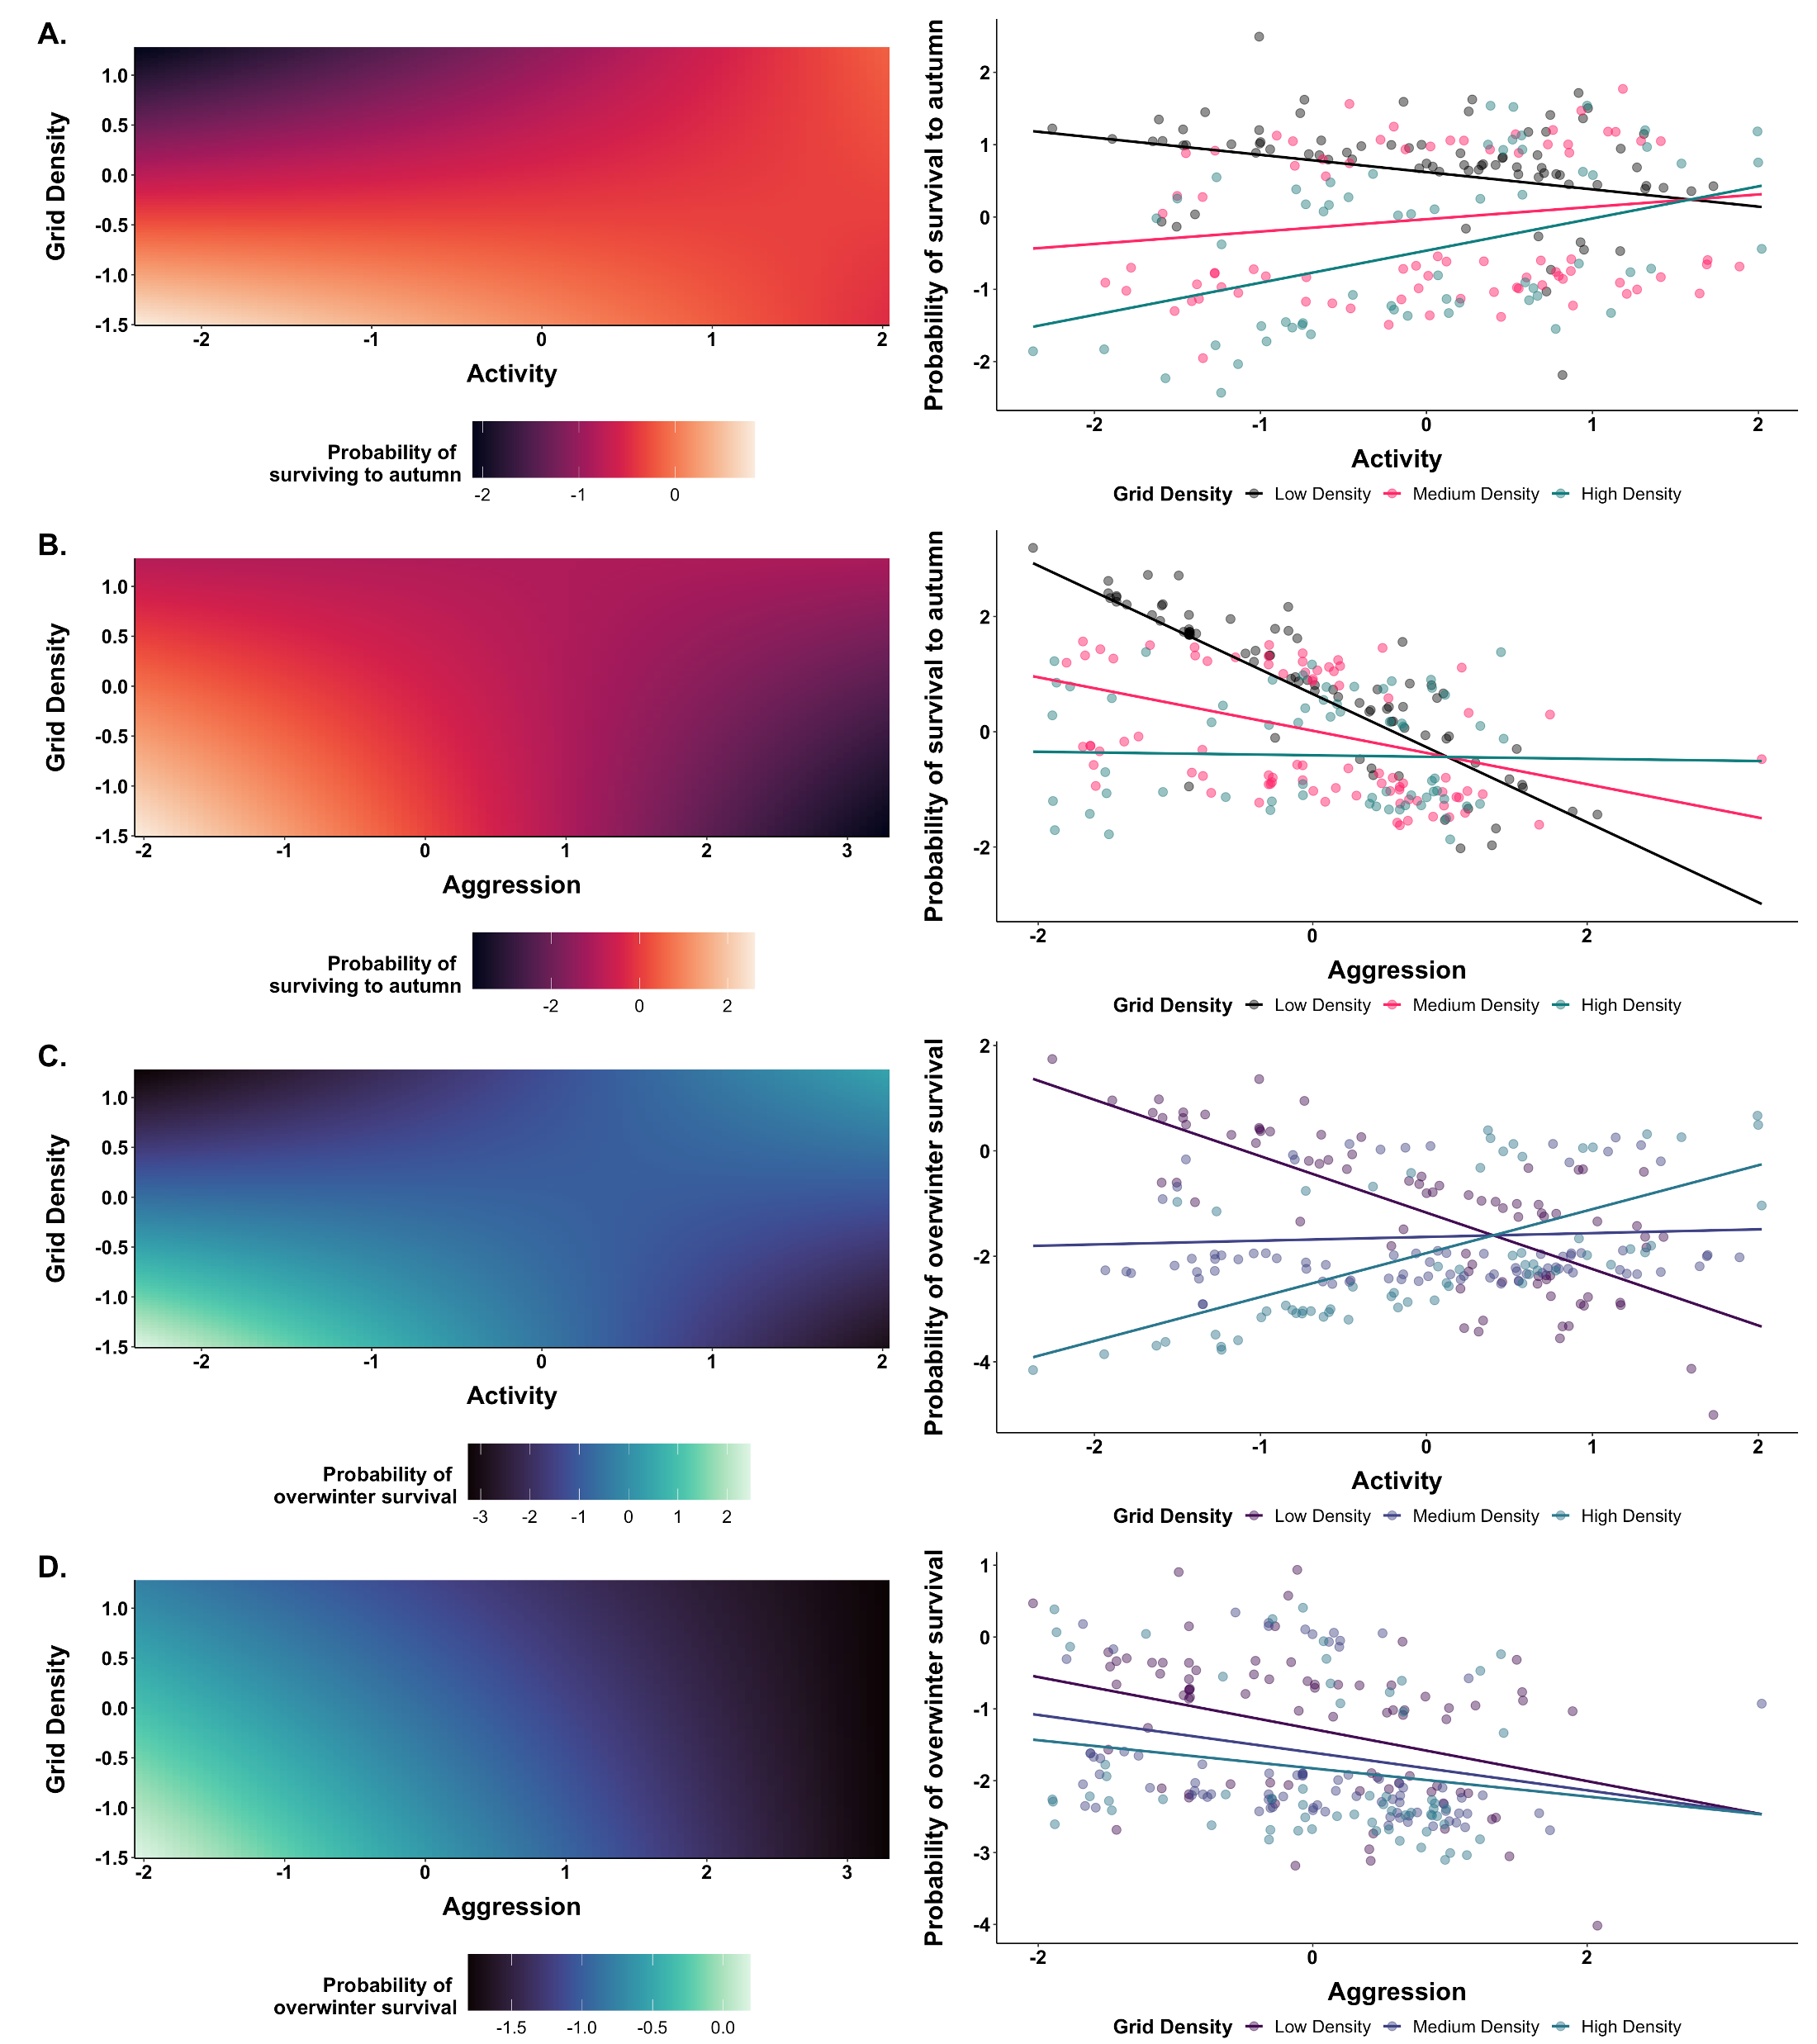 A.
Grid Density
1.0
0.5
0.0
-0.5
-1.0
-1.5
-2 -1 0 1 2
Activity
Probability of
surviving to autumn
-2 -1 0
Probability of survival to autumn
2
1
0
-1
-2
-2 -1 0 1 2
Activity
Grid Density Low Density Medium Density High Density
B.
Grid Density
1.0
0.5
0.0
-0.5
-1.0
-1.5
-2 -1 0 1 2 3
Aggression
Probability of
surviving to autumn
-2 0 2
Probability of survival to autumn
2
0
-2
-2 0 2
Aggression
Grid Density Low Density Medium Density High Density
C.
Grid Density
1.0
0.5
0.0
-0.5
-1.0
-1.5
-2 -1 0 1 2
Activity
Probability of
overwinter survival
-3 -2 -1 0 1 2
Probability of overwinter survival
2
0
-2
-4
-2 -1 0 1 2
Activity
Grid Density Low Density Medium Density High Density
D.
Grid Density
1.0
0.5
0.0
-0.5
-1.0
-1.5
-2 -1 0 1 2 3
Aggression
Probability of
overwinter survival
-1.5 -1.0 -0.5 0.0
Probability of overwinter survival
1
0
-1
-2
-3
-4
-2 0 2
Aggression
Grid Density Low Density Medium Density High Density